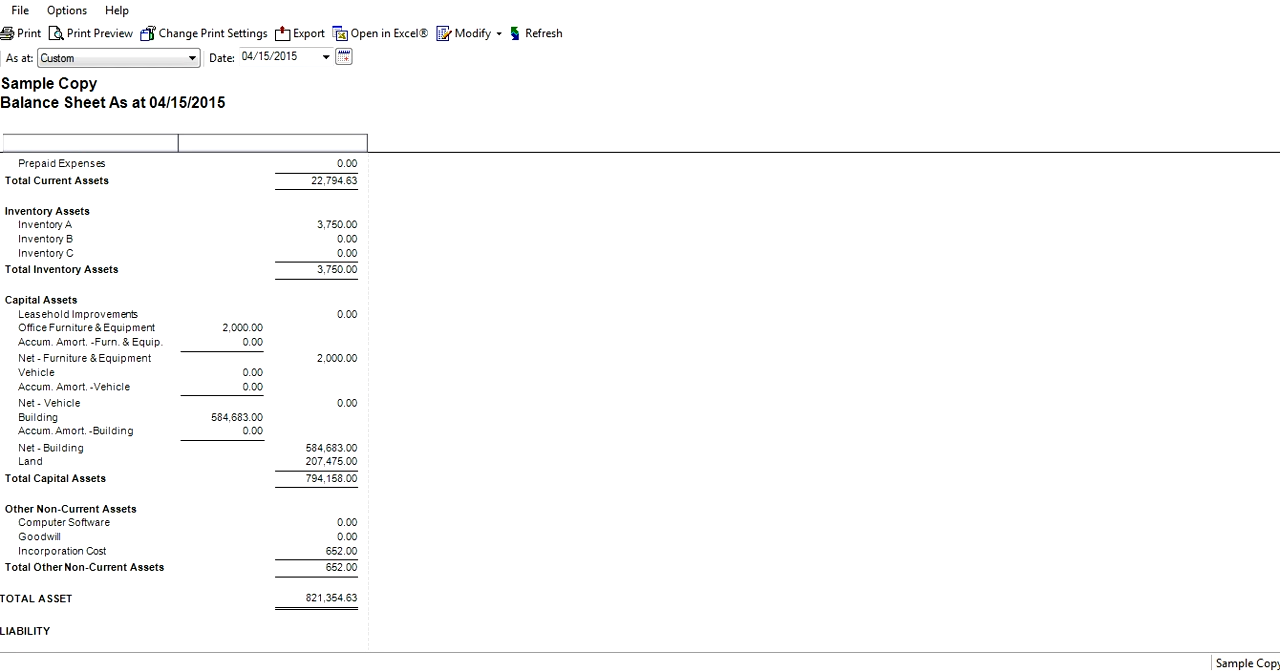 File Options Help
Print Print Preview Change Print Settings Export Open in Excel® Modify Refresh
As at: Custom Date: 04/15/2015
Sample Copy
Balance Sheet As at 04/15/2015
Prepaid Expenses 0.00
Total Current Assets 22,794.63
Inventory Assets
Inventory A 3,750.00
Inventory B 0.00
Inventory C 0.00
Total Inventory Assets 3,750.00
Capital Assets
Leasehold Improvements 0.00
Office Furniture & Equipment 2,000.00
Accum. Amort. -Furn. & Equip. 0.00
Net - Furniture & Equipment 2,000.00
Vehicle 0.00
Accum. Amort. -Vehicle 0.00
Net - Vehicle 0.00
Building 584,683.00
Accum. Amort. -Building 0.00
Net - Building 584,683.00
Land 207,475.00
Total Capital Assets 794,158.00
Other Non-Current Assets
Computer Software 0.00
Goodwill 0.00
Incorporation Cost 652.00
Total Other Non-Current Assets 652.00
TOTAL ASSET 821,354.63
LIABILITY
Sample Copy